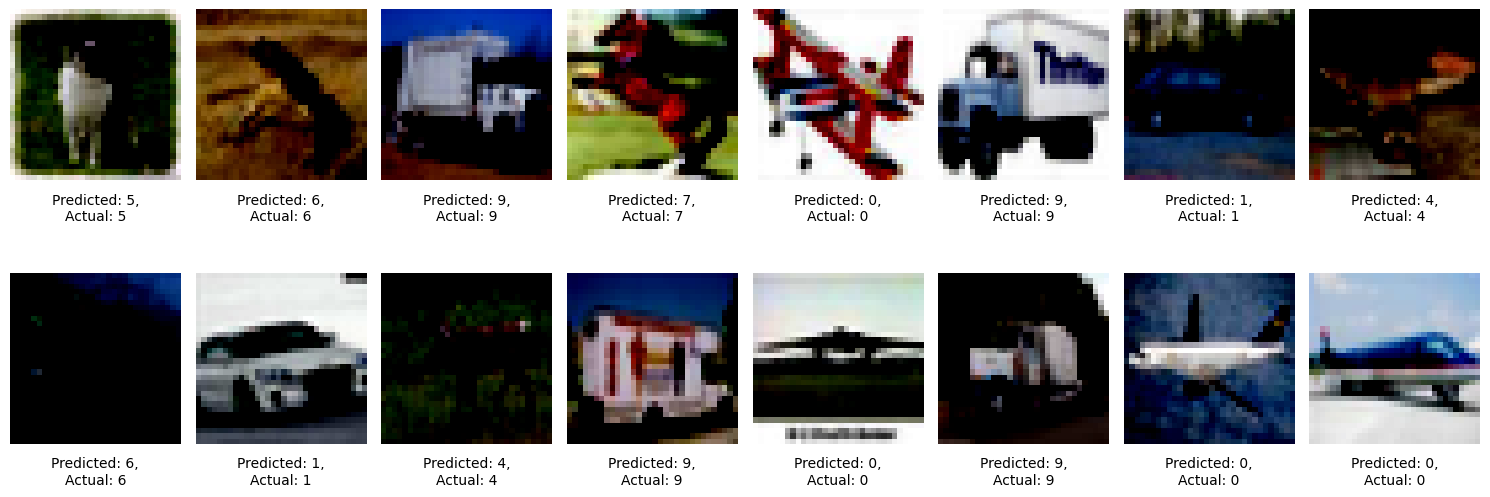 Predicted: 5,
Actual: 5
Predicted: 6,
Actual: 6
Predicted: 9,
Actual: 9
Predicted: 7,
Actual: 7
Predicted: 0,
Actual: 0
Predicted: 9,
Actual: 9
Predicted: 1,
Actual: 1
Predicted: 4,
Actual: 4
Predicted: 6,
Actual: 6
Predicted: 1,
Actual: 1
Predicted: 4,
Actual: 4
Predicted: 9,
Actual: 9
Predicted: 0,
Actual: 0
Predicted: 9,
Actual: 9
Predicted: 0,
Actual: 0
Predicted: 0,
Actual: 0